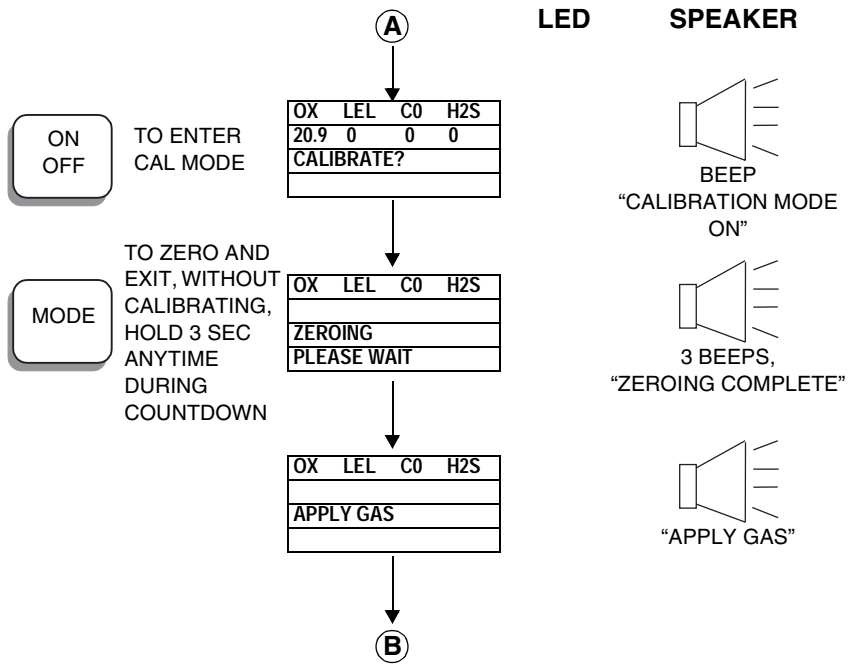 A
LED SPEAKER
ON
OFF
TO ENTER
CAL MODE
OX LEL C0 H2S
20.9 0 0 0
CALIBRATE?
BEEP
“CALIBRATION MODE
ON”
MODE
TO ZERO AND
EXIT, WITHOUT
CALIBRATING,
HOLD 3 SEC
ANYTIME
DURING
COUNTDOWN
OX LEL C0 H2S
ZEROING
PLEASE WAIT
3 BEEPS,
“ZEROING COMPLETE”
OX LEL C0 H2S
APPLY GAS
“APPLY GAS”
B